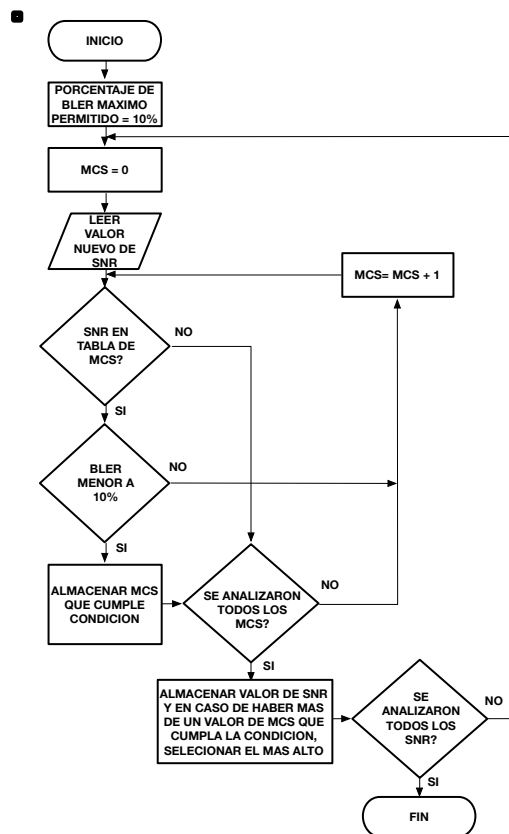 INICIO
PORCENTAJE DE
BLER MAXIMO
PERMITIDO = 10%
MCS = 0
LEER
VALOR
NUEVO DE
SNR
MCS= MCS + 1
SNR EN
TABLA DE
MCS?
NO
SI
BLER
MENOR A
10%
NO
SI
ALMACENAR MCS
QUE CUMPLE
CONDICION
SE ANALIZARON
TODOS LOS
MCS?
NO
SI
ALMACENAR VALOR DE SNR
Y EN CASO DE HABER MAS
DE UN VALOR DE MCS QUE
CUMPLA LA CONDICION,
SELECIONAR EL MAS ALTO
SE
ANALIZARON
TODOS LOS
SNR?
NO
SI
FIN